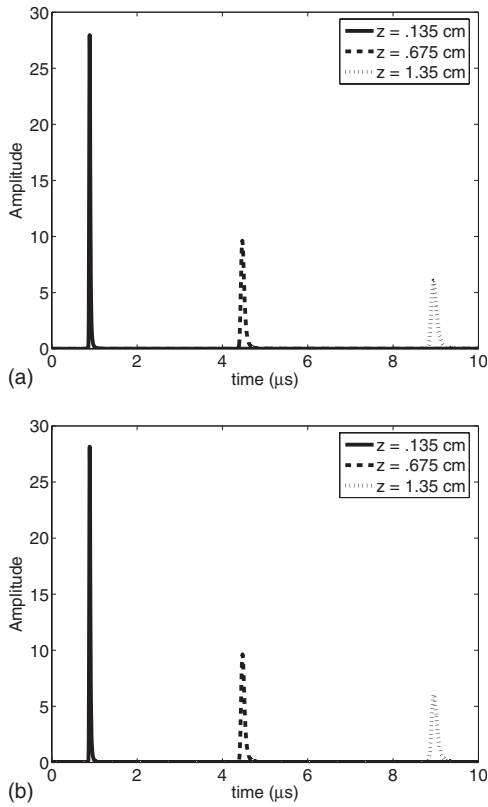 30
25
20
15
10
5
0
Amplitude
z = .135 cm
z = .675 cm
z = 1.35 cm
0 2 4 6 8 10
time (μs)
(a)
30
25
20
15
10
5
0
Amplitude
z = .135 cm
z = .675 cm
z = 1.35 cm
0 2 4 6 8 10
time (μs)
(b)